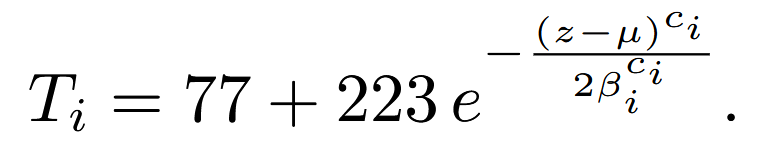 $T_i = 77 + 223\, e^{-\frac{(z-\mu)^{c_i}}{2\beta_i^{c_i}}}.$